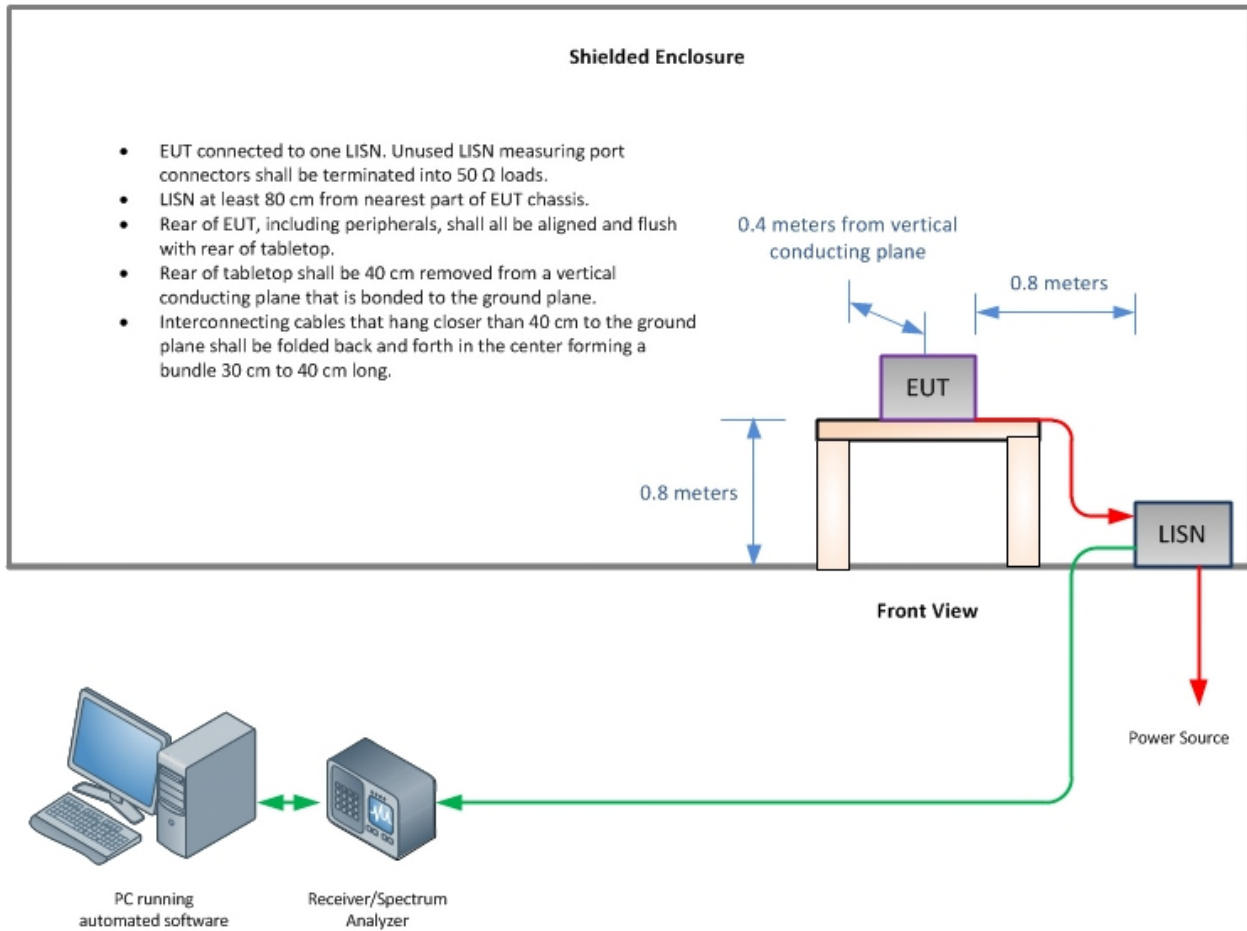 Shielded Enclosure
• EUT connected to one LISN. Unused LISN measuring port
connectors shall be terminated into 50 Ω loads.
• LISN at least 80 cm from nearest part of EUT chassis.
• Rear of EUT, including peripherals, shall all be aligned and flush
with rear of tabletop.
• Rear of tabletop shall be 40 cm removed from a vertical
conducting plane that is bonded to the ground plane.
• Interconnecting cables that hang closer than 40 cm to the ground
plane shall be folded back and forth in the center forming a
bundle 30 cm to 40 cm long.
0.4 meters from vertical
conducting plane
0.8 meters
EUT
0.8 meters
LISN
Front View
Power Source
PC running
automated software
Receiver/Spectrum
Analyzer